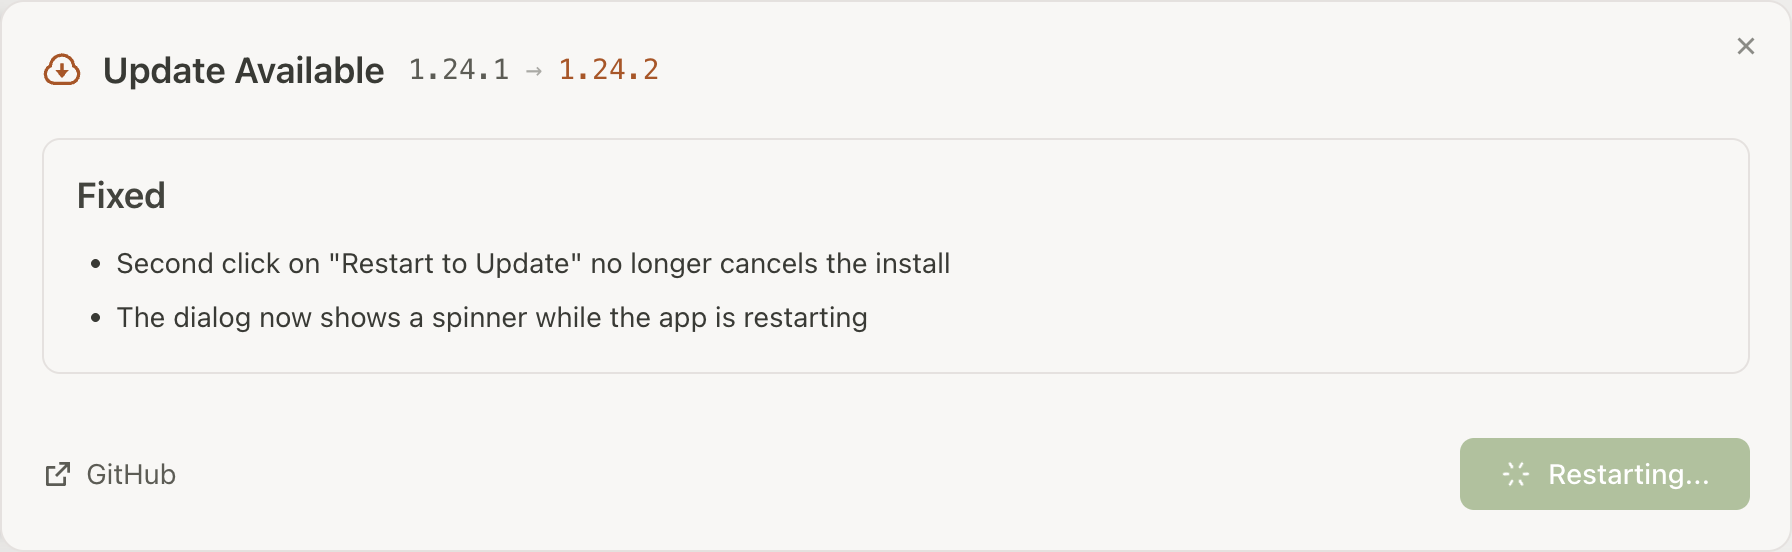 Update Available 1.24.1 → 1.24.2
Fixed
• Second click on "Restart to Update" no longer cancels the install
• The dialog now shows a spinner while the app is restarting
GitHub
Restarting...